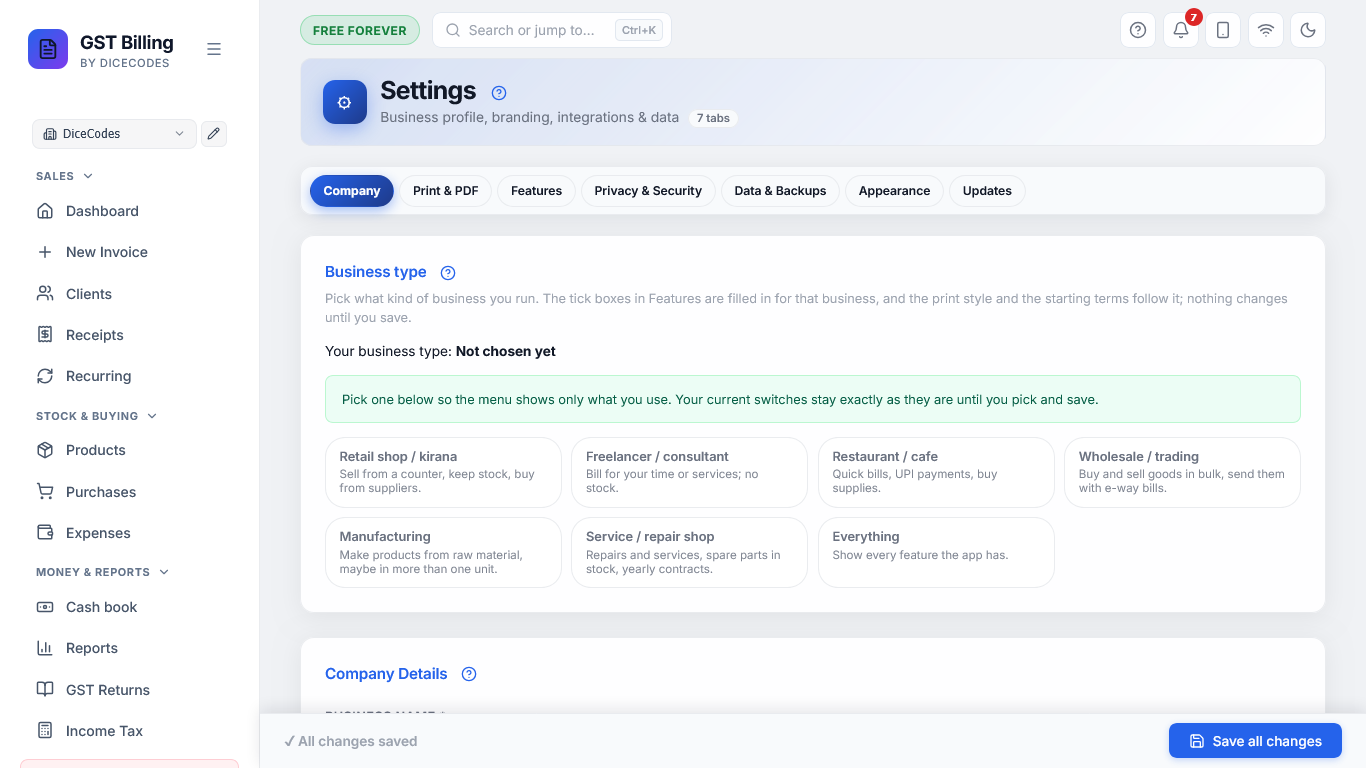 GST Billing
BY DICECODES
DiceCodes
SALES
Dashboard
New Invoice
Clients
Receipts
Recurring
STOCK & BUYING
Products
Purchases
Expenses
MONEY & REPORTS
Cash book
Reports
GST Returns
Income Tax
FREE FOREVER
Search or jump to...
Ctrl+K
7
Settings
Business profile, branding, integrations & data
7 tabs
Company
Print & PDF
Features
Privacy & Security
Data & Backups
Appearance
Updates
Business type
Pick what kind of business you run. The tick boxes in Features are filled in for that business, and the print style and the starting terms follow it; nothing changes
until you save.
Your business type: Not chosen yet
Pick one below so the menu shows only what you use. Your current switches stay exactly as they are until you pick and save.
Retail shop / kirana
Sell from a counter, keep stock, buy
from suppliers.
Freelancer / consultant
Bill for your time or services; no
stock.
Restaurant / cafe
Quick bills, UPI payments, buy
supplies.
Wholesale / trading
Buy and sell goods in bulk, send them
with e-way bills.
Manufacturing
Make products from raw material,
maybe in more than one unit.
Service / repair shop
Repairs and services, spare parts in
stock, yearly contracts.
Everything
Show every feature the app has.
Company Details
✓ All changes saved
Save all changes